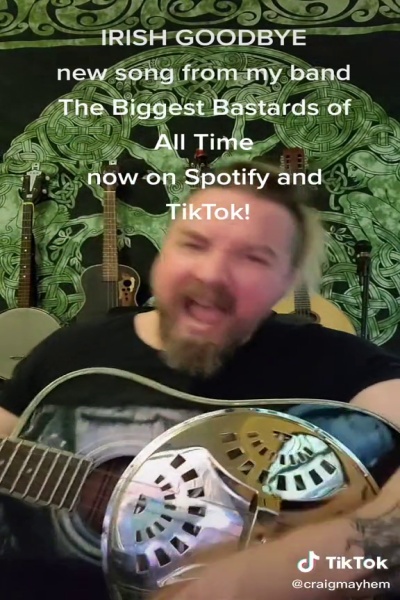 IRISH GOODBYE
new song from my band
The Biggest Bastards of
All Time
now on Spotify and
TikTok!
TikTok
@craigmayhem